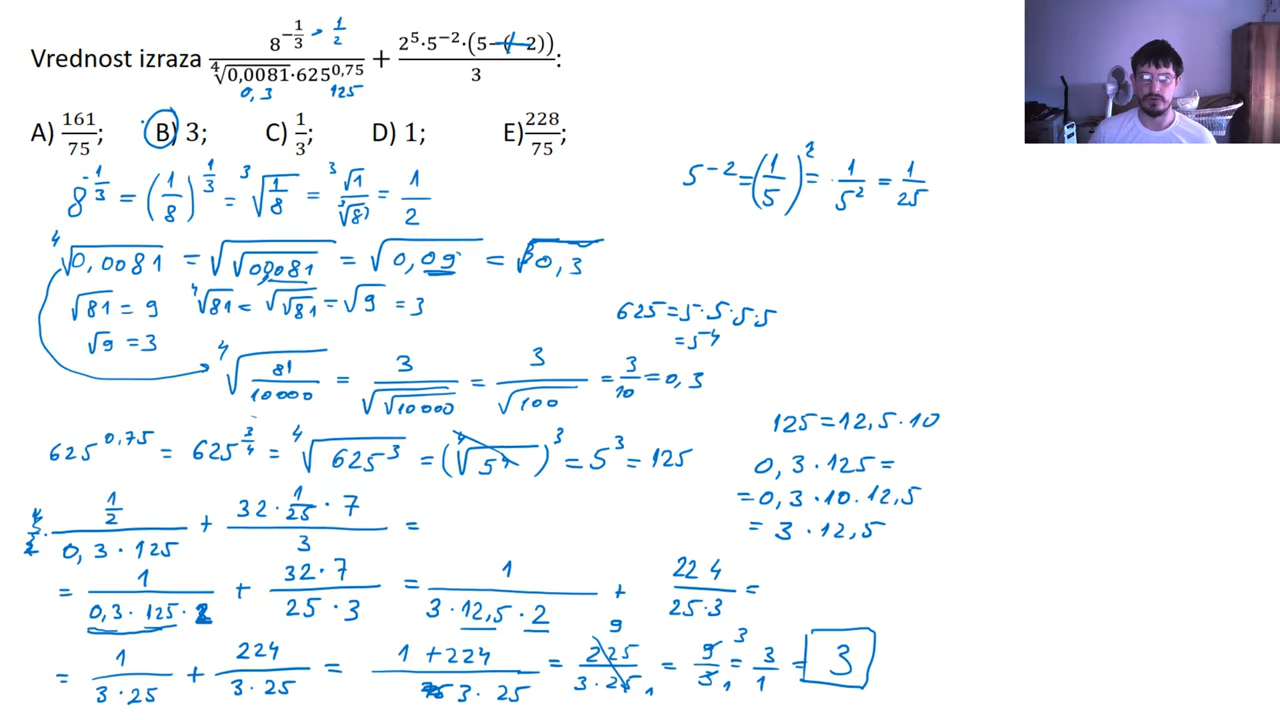 Vrednost izraza 8^{-1/3} / (⁴√0,0081·625^{0,75}) + 2⁵·5⁻²·(5-(-2)) / 3 :
→ 1/2
0,3 125
A) 161/75; B) 3; C) 1/3; D) 1; E) 228/75;
8^{-1/3} = (1/8)^{1/3} = ³√(1/8) = ³√1/³√8 = 1/2
5⁻² = (1/5)² = 1/5² = 1/25
⁴√0,0081 = √√0,0081 = √0,09 = 0,3
√81 = 9 ⁴√81 = √√81 = √9 = 3
√9 = 3
625 = 5·5·5·5
= 5⁴
⁴√(81/10000) = 3/√√10000 = 3/√100 = 3/10 = 0,3
625^{0,75} = 625^{3/4} = ⁴√625³ = (⁴√5⁴)³ = 5³ = 125
125 = 12,5·10
0,3·125 =
= 0,3·10·12,5
= 3·12,5
(1/2)/(0,3·125) + (32·1/25·7)/3 =
= 1/(0,3·125·2) + (32·7)/(25·3) = 1/(3·12,5·2) + 224/(25·3) =
= 1/(3·25) + 224/(3·25) = (1+224)/(3·25) = 225/(3·25) = 9/3 = 3/1 = 3